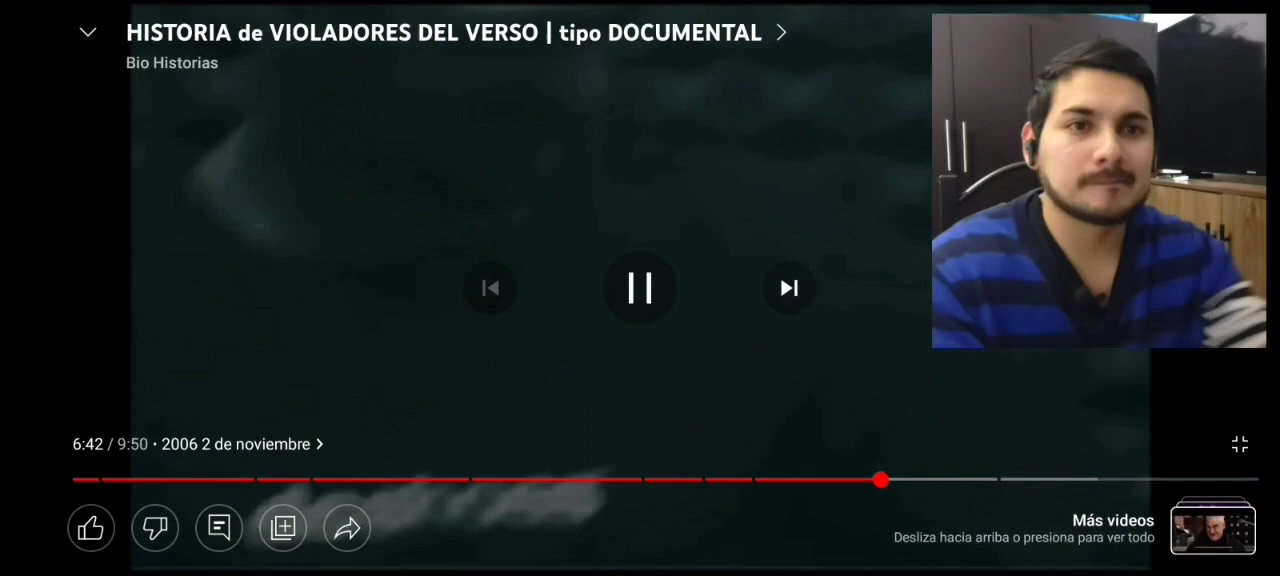 HISTORIA de VIOLADORES DEL VERSO | tipo DOCUMENTAL
Bio Historias
6:42 / 9:50 · 2006 2 de noviembre
Más videos
Desliza hacia arriba o presiona para ver todo